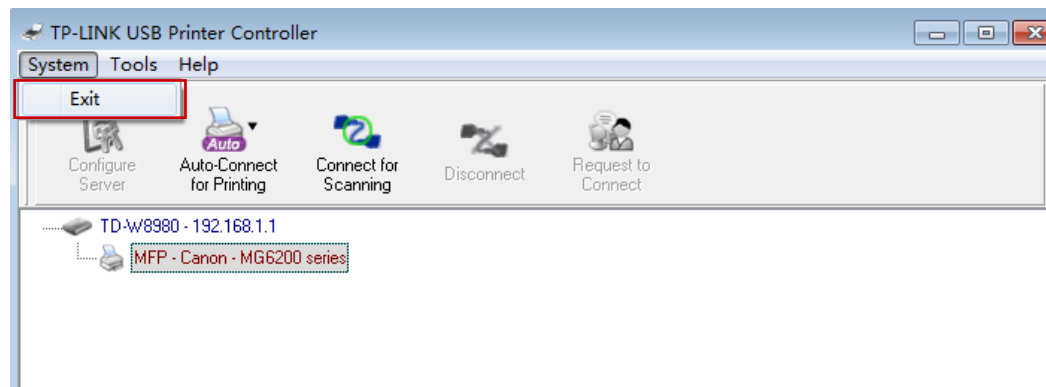 TP-LINK USB Printer Controller
System Tools Help
Exit
Auto
Configure
Server
Auto-Connect
for Printing
Connect for
Scanning
Disconnect
Request to
Connect
TD-W8980 - 192.168.1.1
MFP - Canon - MG6200 series